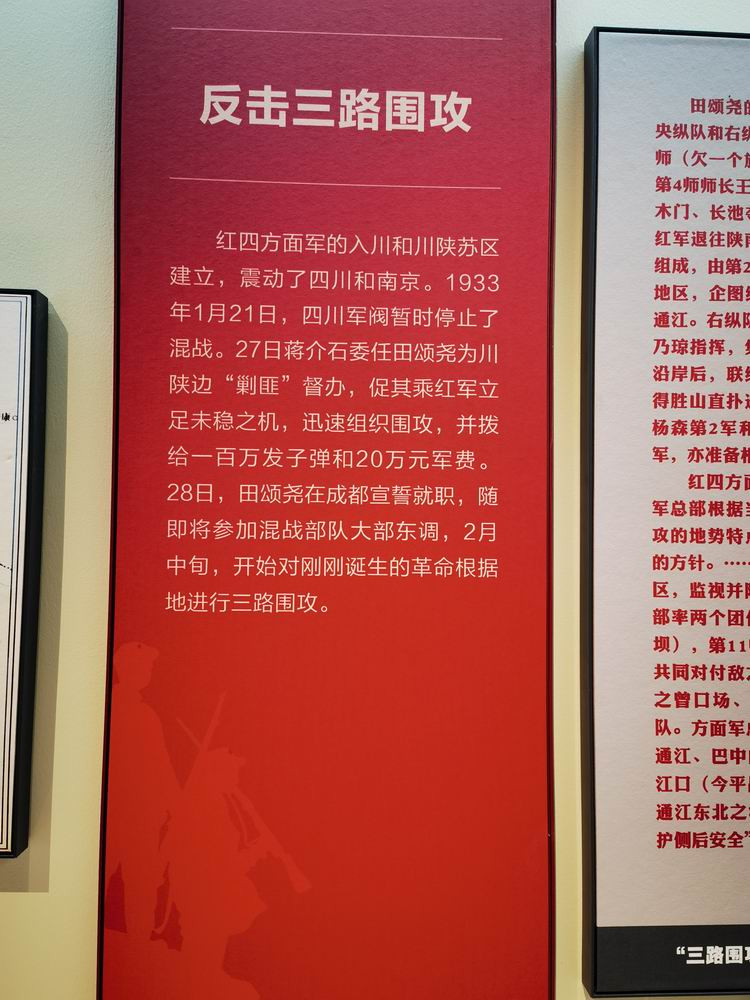 反击三路围攻
红四方面军的入川和川陕苏区
建立，震动了四川和南京。1933
年1月21日，四川军阀暂时停止了
混战。27日蒋介石委任田颂尧为川
陕边“剿匪”督办，促其乘红军立
足未稳之机，迅速组织围攻，并拨
给一百万发子弹和20万元军费。
28日，田颂尧在成都宣誓就职，随
即将参加混战部队大部东调，2月
中旬，开始对刚刚诞生的革命根据
地进行三路围攻。
田颂尧的
央纵队和右纵
师（欠一个旅
第4师师长王
木门、长池
红军退往陕南
组成，由第2
地区，企图
通江。右纵队
乃琼指挥，
沿岸后，联
得胜山直扑
杨森第2军和
军，亦准备相
红四方面
军总部根据
攻的地势特点
的方针。……
区，监视并
部率两个团
坝），第11
共同对付敌
之曾口场、
队。方面军
通江、巴中
江口（今平
通江东北之
护侧后安全”
“三路围攻